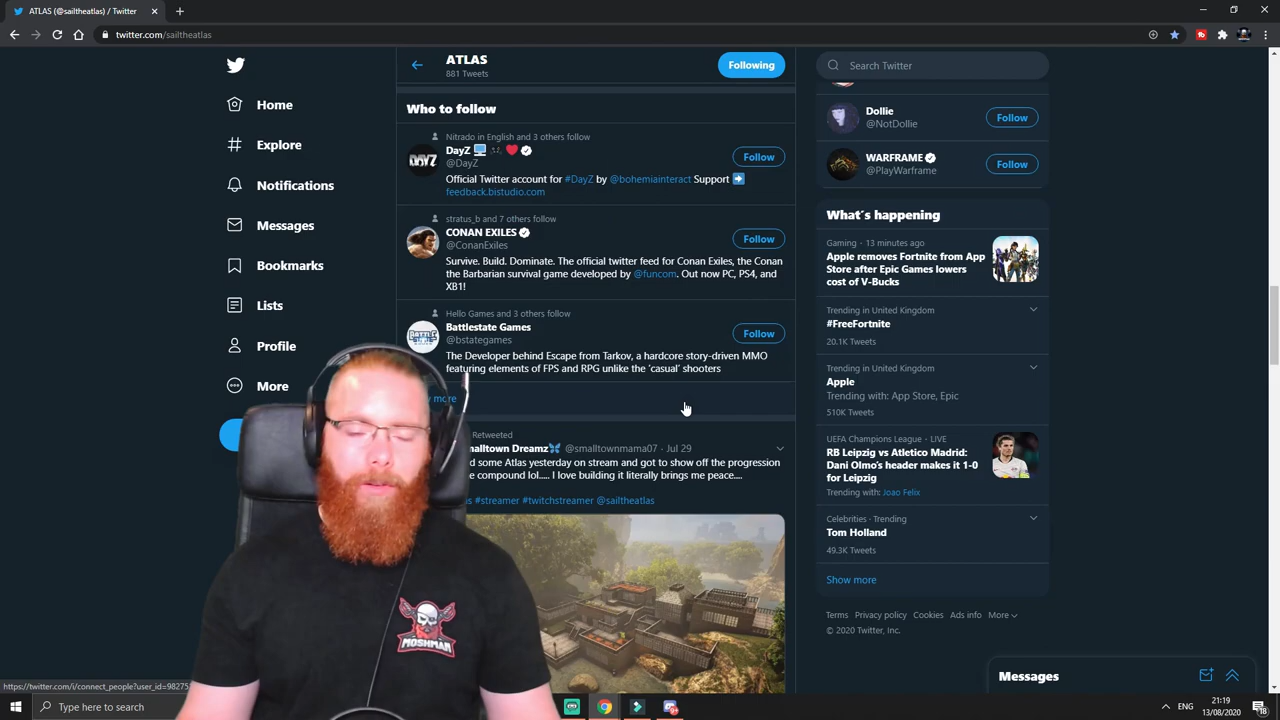 ATLAS (@sailtheatlas) / Twitter
twitter.com/sailtheatlas
Home
Explore
Notifications
Messages
Bookmarks
Lists
Profile
More
ATLAS
881 Tweets
Following
Who to follow
Nitrado in English and 3 others follow
DayZ
@DayZ
Follow
Official Twitter account for #DayZ by @bohemiainteract Support
feedback.bistudio.com
stratus_b and 7 others follow
CONAN EXILES
@ConanExiles
Follow
Survive. Build. Dominate. The official twitter feed for Conan Exiles, the Conan
the Barbarian survival game developed by @funcom. Out now PC, PS4, and
XB1!
Hello Games and 3 others follow
Battlestate Games
@bstategames
Follow
The Developer behind Escape from Tarkov, a hardcore story-driven MMO
featuring elements of FPS and RPG unlike the 'casual' shooters
more
Retweeted
Dreamz @smalltownmama07 · Jul 29
some Atlas yesterday on stream and got to show off the progression
compound lol..... I love building it literally brings me peace....
#streamer #twitchstreamer @sailtheatlas
Search Twitter
Dollie
@NotDollie
Follow
WARFRAME
@PlayWarframe
Follow
What's happening
Gaming · 13 minutes ago
Apple removes Fortnite from App
Store after Epic Games lowers
cost of V-Bucks
Trending in United Kingdom
#FreeFortnite
20.1K Tweets
Trending in United Kingdom
Apple
Trending with: App Store, Epic
510K Tweets
UEFA Champions League · LIVE
RB Leipzig vs Atletico Madrid:
Dani Olmo's header makes it 1-0
for Leipzig
Trending with: Joao Felix
Celebrities · Trending
Tom Holland
49.3K Tweets
Show more
Terms Privacy policy Cookies Ads info More
© 2020 Twitter, Inc.
Messages
MOSHMAN
https://twitter.com/i/connect_people?user_id=98275
Type here to search
ENG
21:19
13/08/2020
18